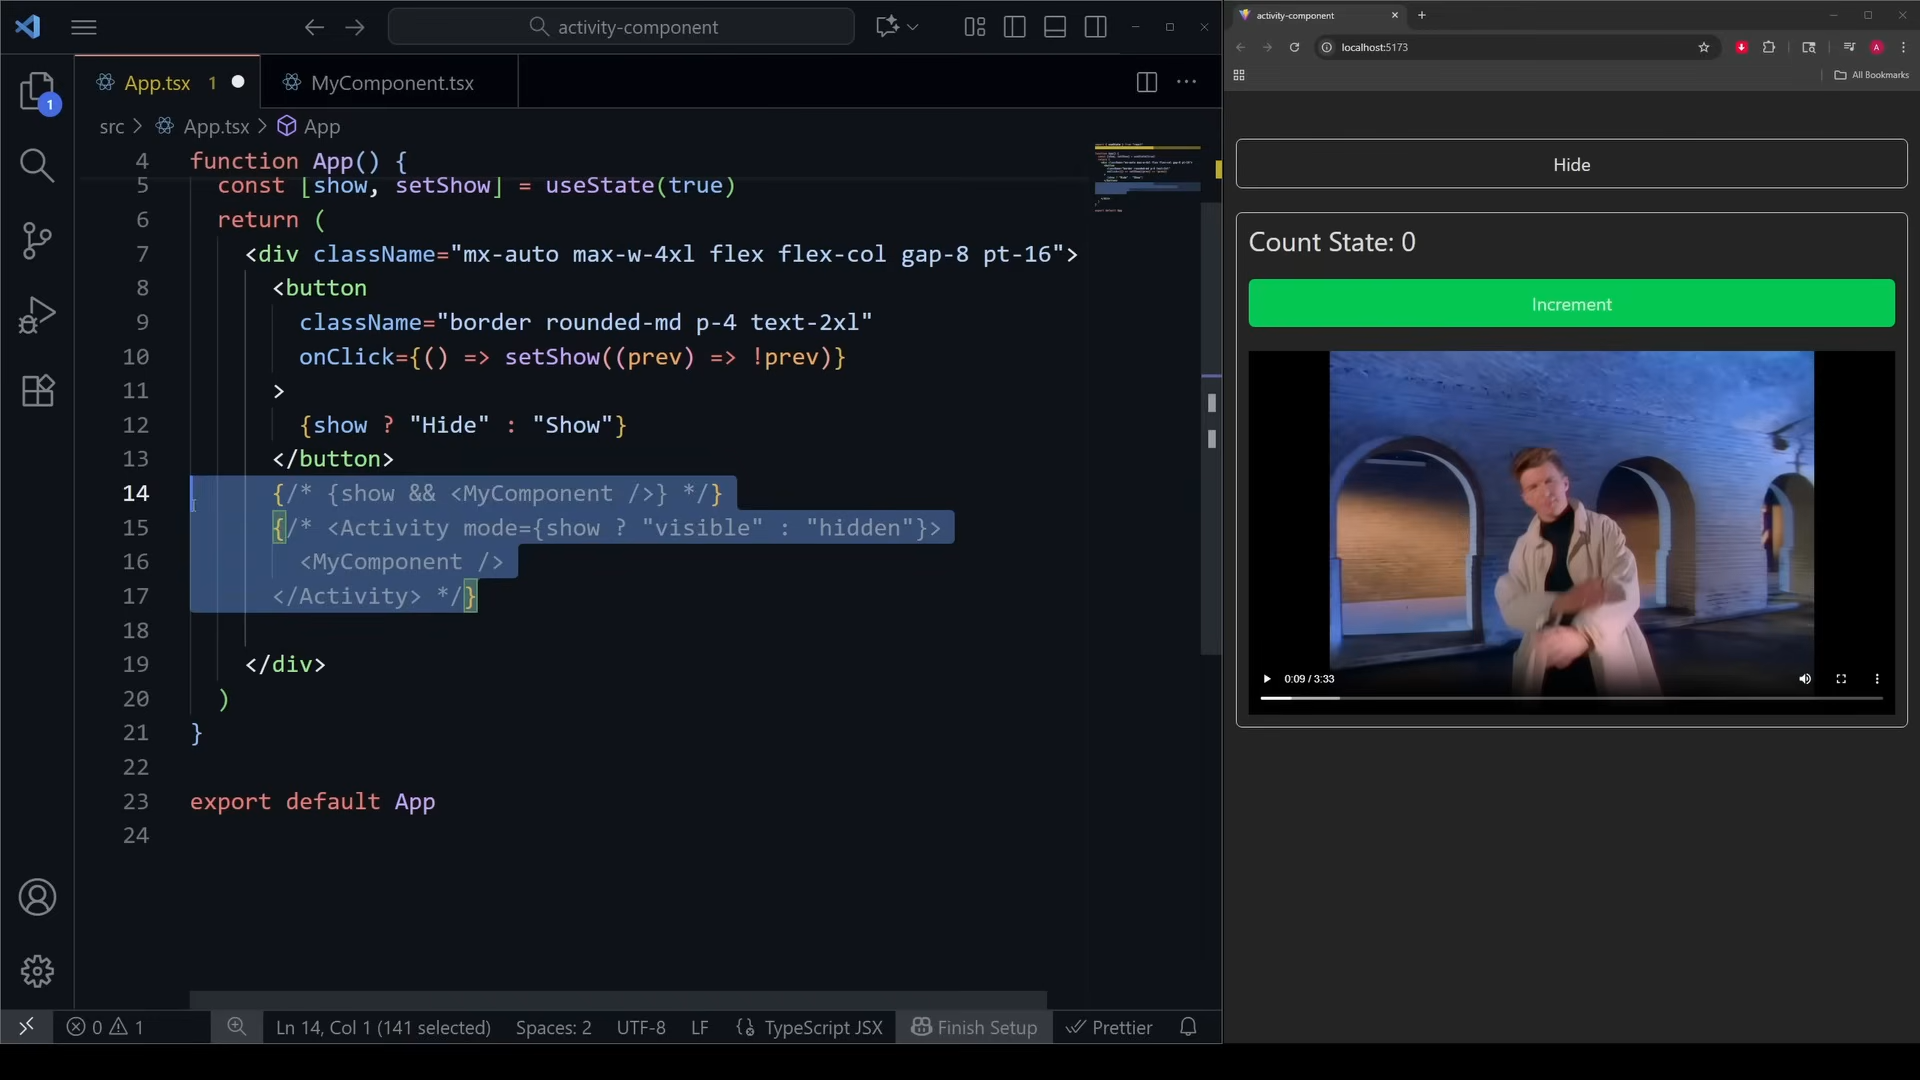 activity-component
App.tsx 1
MyComponent.tsx
1
src > App.tsx > App
4 function App() {
5 const [show, setShow] = useState(true)
6 return (
7 <div className="mx-auto max-w-4xl flex flex-col gap-8 pt-16">
8 <button
9 className="border rounded-md p-4 text-2xl"
10 onClick={() => setShow((prev) => !prev)}
11 >
12 {show ? "Hide" : "Show"}
13 </button>
14 {/* {show && <MyComponent />} */}
15 {/* <Activity mode={show ? "visible" : "hidden"}>
16 <MyComponent />
17 </Activity> */}
18
19 </div>
20 )
21 }
22
23 export default App
24
0 1 Ln 14, Col 1 (141 selected) Spaces: 2 UTF-8 LF TypeScript JSX Finish Setup Prettier
activity-component
localhost:5173
A
All Bookmarks
Hide
Count State: 0
Increment
0:09 / 3:33